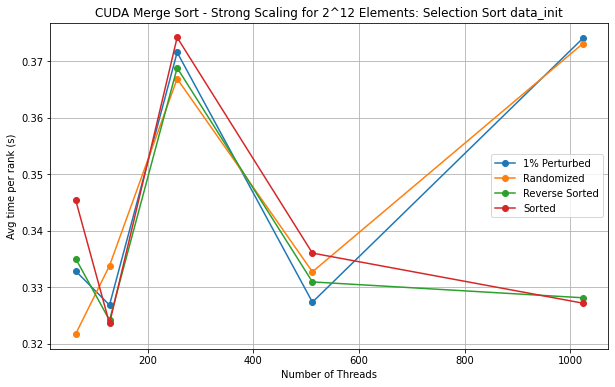 CUDA Merge Sort - Strong Scaling for 2^12 Elements: Selection Sort data_init
Avg time per rank (s)
0.37
0.36
0.35
0.34
0.33
0.32
1% Perturbed
Randomized
Reverse Sorted
Sorted
200 400 600 800 1000
Number of Threads